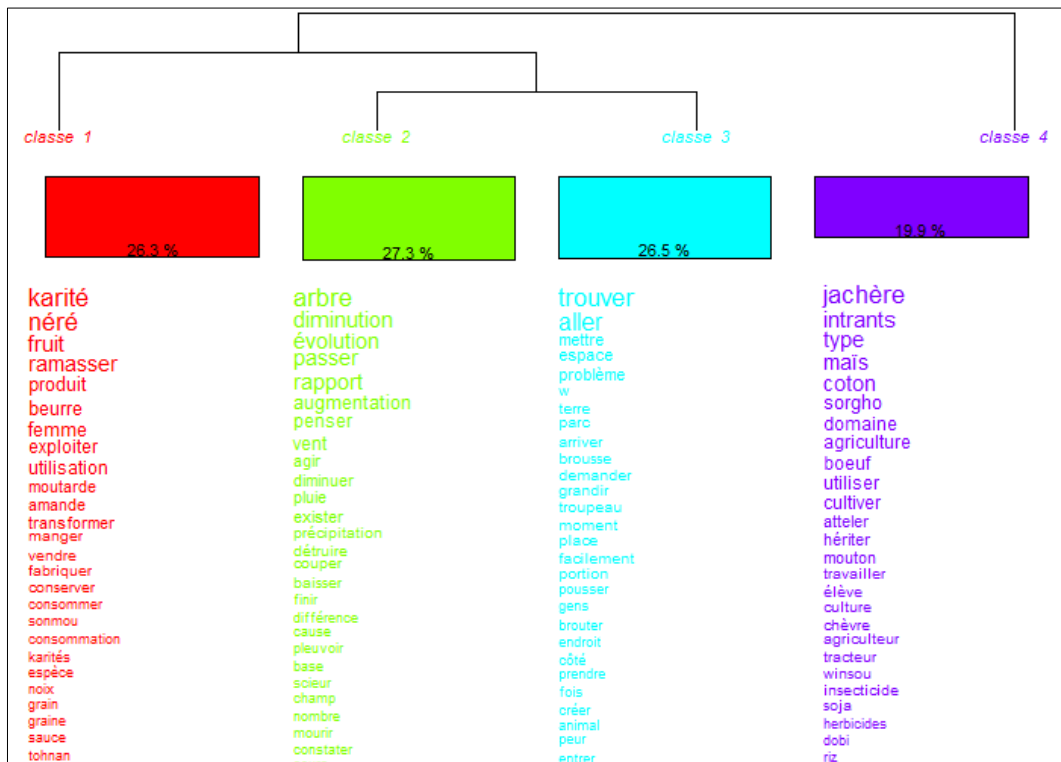 classe 1
classe 2
classe 3
classe 4
26.3 %
27.3 %
26.5 %
19.9 %
karité
néré
fruit
ramasser
produit
beurre
femme
exploiter
utilisation
moutarde
amande
transformer
manger
vendre
fabriquer
conserver
consommer
sonmou
consommation
karités
espèce
noix
grain
graine
sauce
tohnan
arbre
diminution
évolution
passer
rapport
augmentation
penser
vent
agir
diminuer
pluie
exister
précipitation
détruire
couper
baisser
finir
différence
cause
pleuvoir
base
scieur
champ
nombre
mourir
constater
trouver
aller
mettre
espace
problème
w
terre
parc
arriver
brousse
demander
grandir
troupeau
moment
place
facilement
portion
pousser
gens
brouter
endroit
côté
prendre
fois
créer
animal
peur
entrer
jachère
intrants
type
maïs
coton
sorgho
domaine
agriculture
boeuf
utiliser
cultiver
atteler
hériter
mouton
travailler
élève
culture
chèvre
agriculteur
tracteur
winsou
insecticide
soja
herbicides
dobi
riz